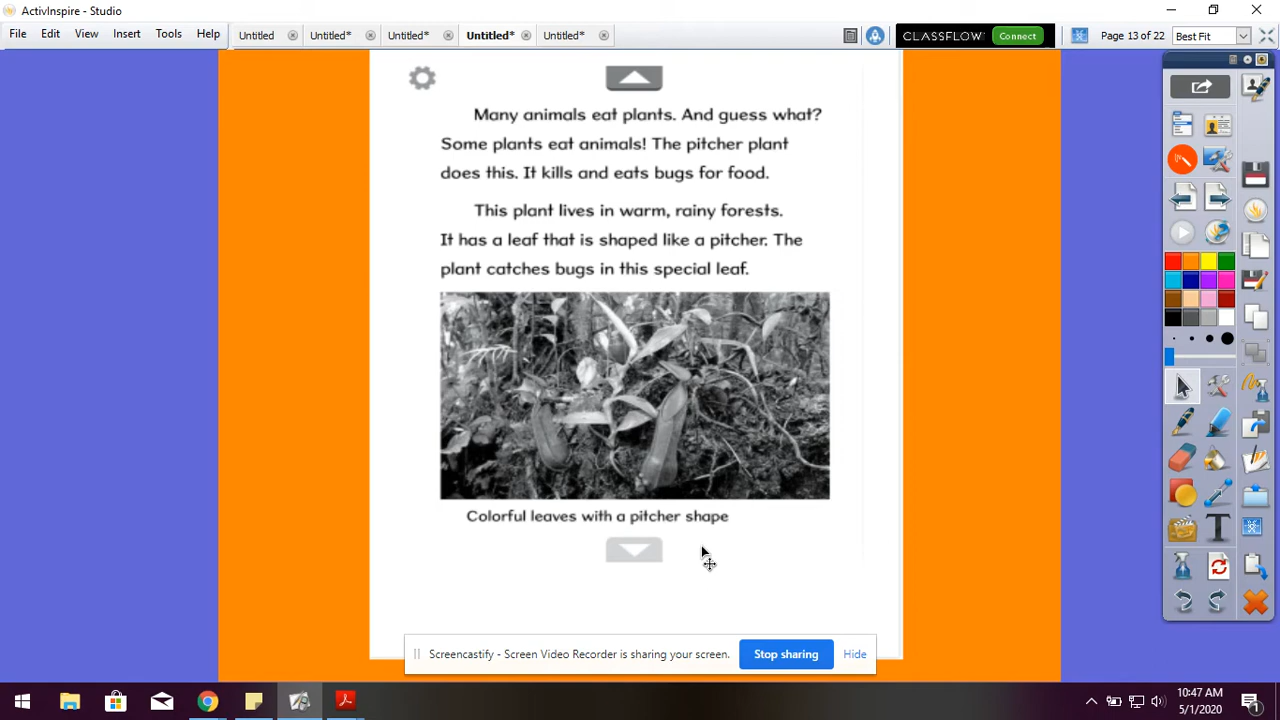 ActivInspire - Studio
File Edit View Insert Tools Help Untitled Untitled* Untitled* Untitled* Untitled* CLASSFLOW Connect Page 13 of 22 Best Fit
Many animals eat plants. And guess what?
Some plants eat animals! The pitcher plant
does this. It kills and eats bugs for food.
This plant lives in warm, rainy forests.
It has a leaf that is shaped like a pitcher. The
plant catches bugs in this special leaf.
Colorful leaves with a pitcher shape
Screencastify - Screen Video Recorder is sharing your screen. Stop sharing Hide
10:47 AM
5/1/2020
1